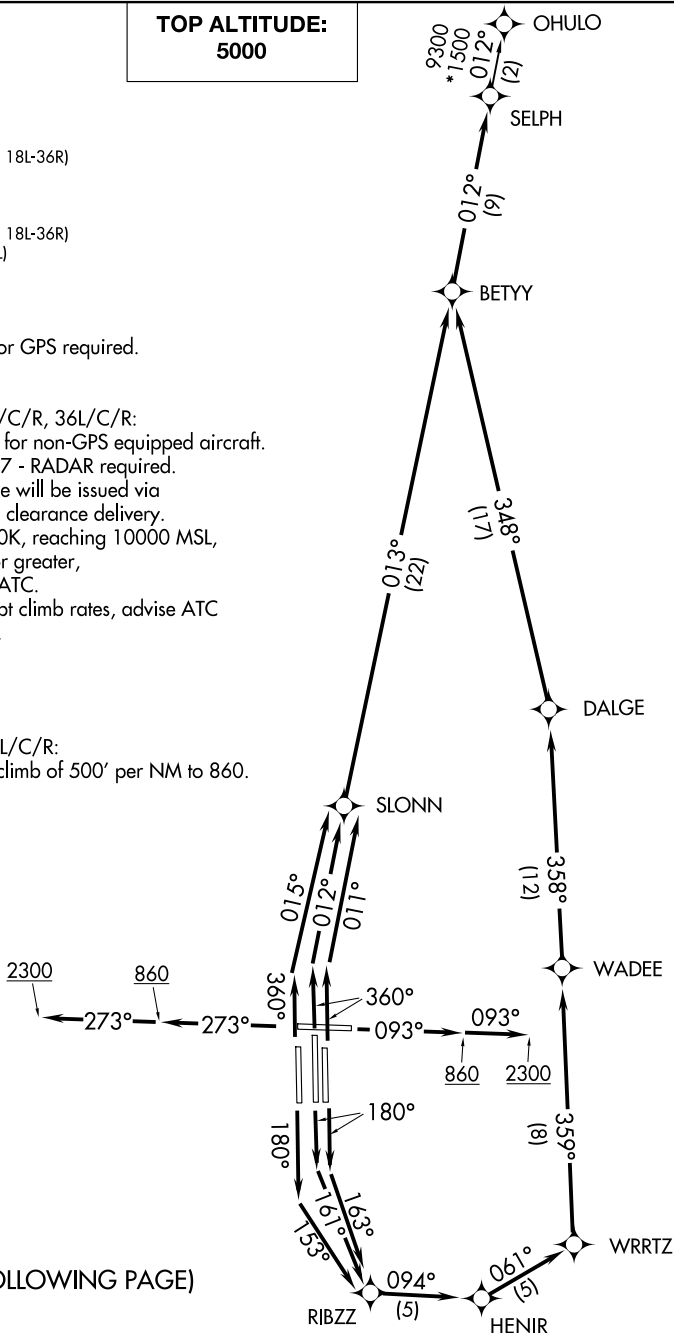 TOP ALTITUDE:
5000
OHULO
9300
*1500
012°
(2)
SELPH
18L-36R)
012°
(9)
18L-36R)
BETYY
or GPS required.
/C/R, 36L/C/R:
for non-GPS equipped aircraft.
7 - RADAR required.
e will be issued via
clearance delivery.
0K, reaching 10000 MSL,
or greater,
ATC.
pt climb rates, advise ATC
348°
(17)
013°
(22)
DALGE
L/C/R:
climb of 500' per NM to 860.
SLONN
015°
012°
011°
358°
(12)
WADEE
2300
860
360°
360°
273°
273°
093°
093°
860
2300
180°
180°
359°
(8)
153°
161°
163°
WRRTZ
OLLOWING PAGE)
094°
(5)
061°
(5)
RIBZZ
HENIR